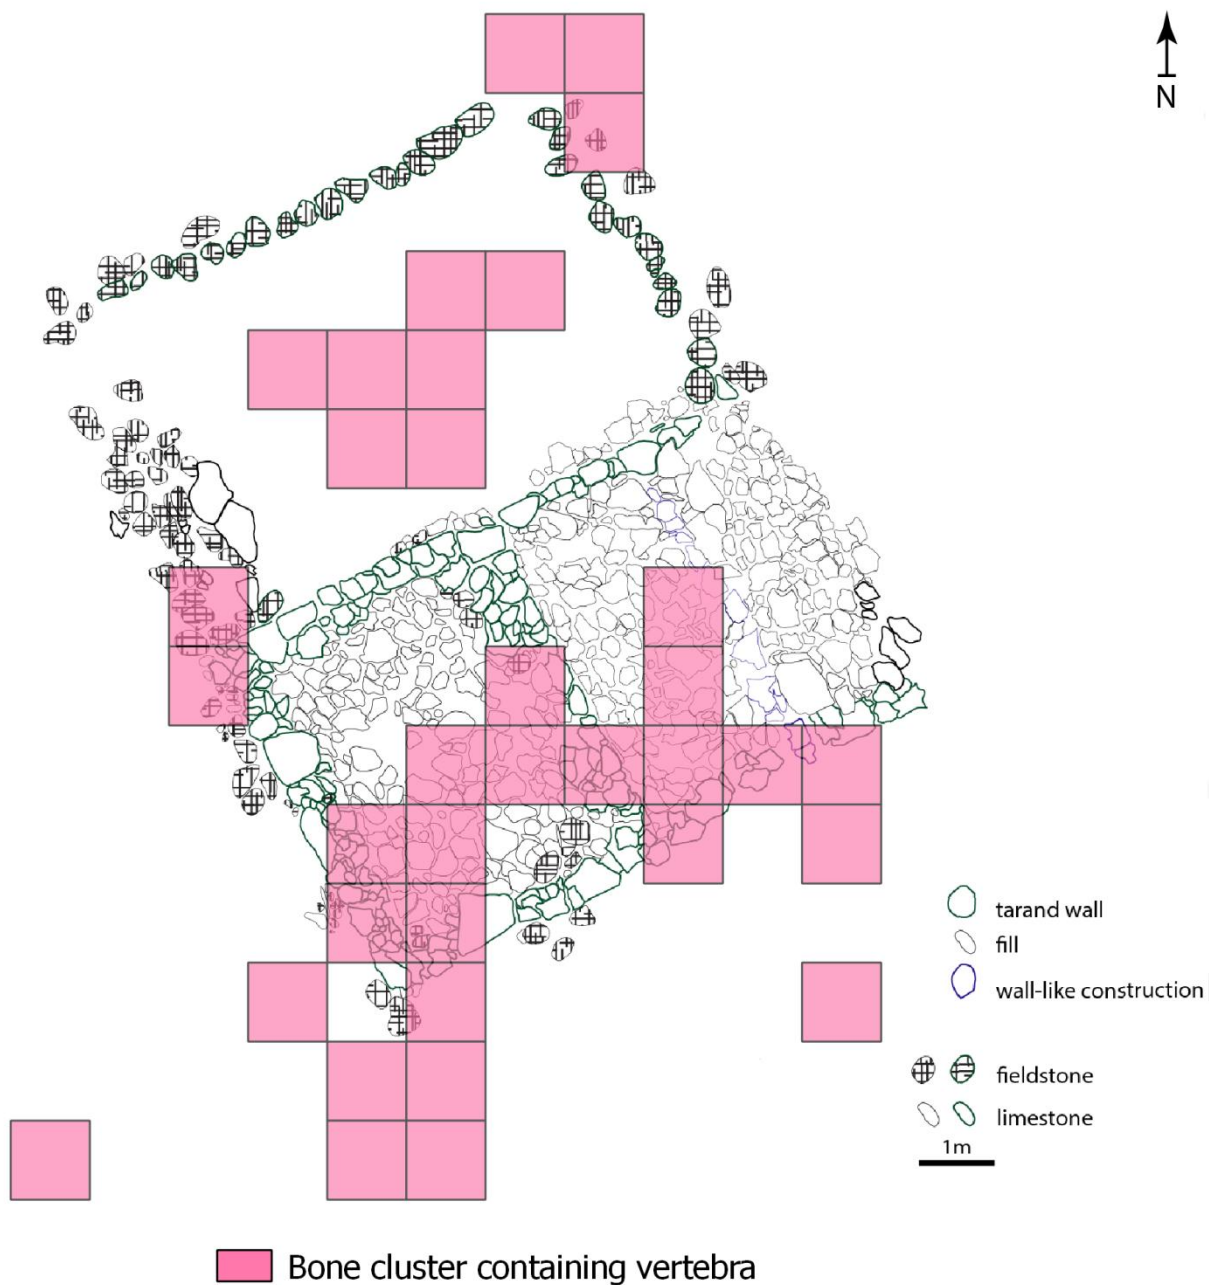 N
tarand wall
fill
wall-like construction
fieldstone
limestone
1m
Bone cluster containing vertebra